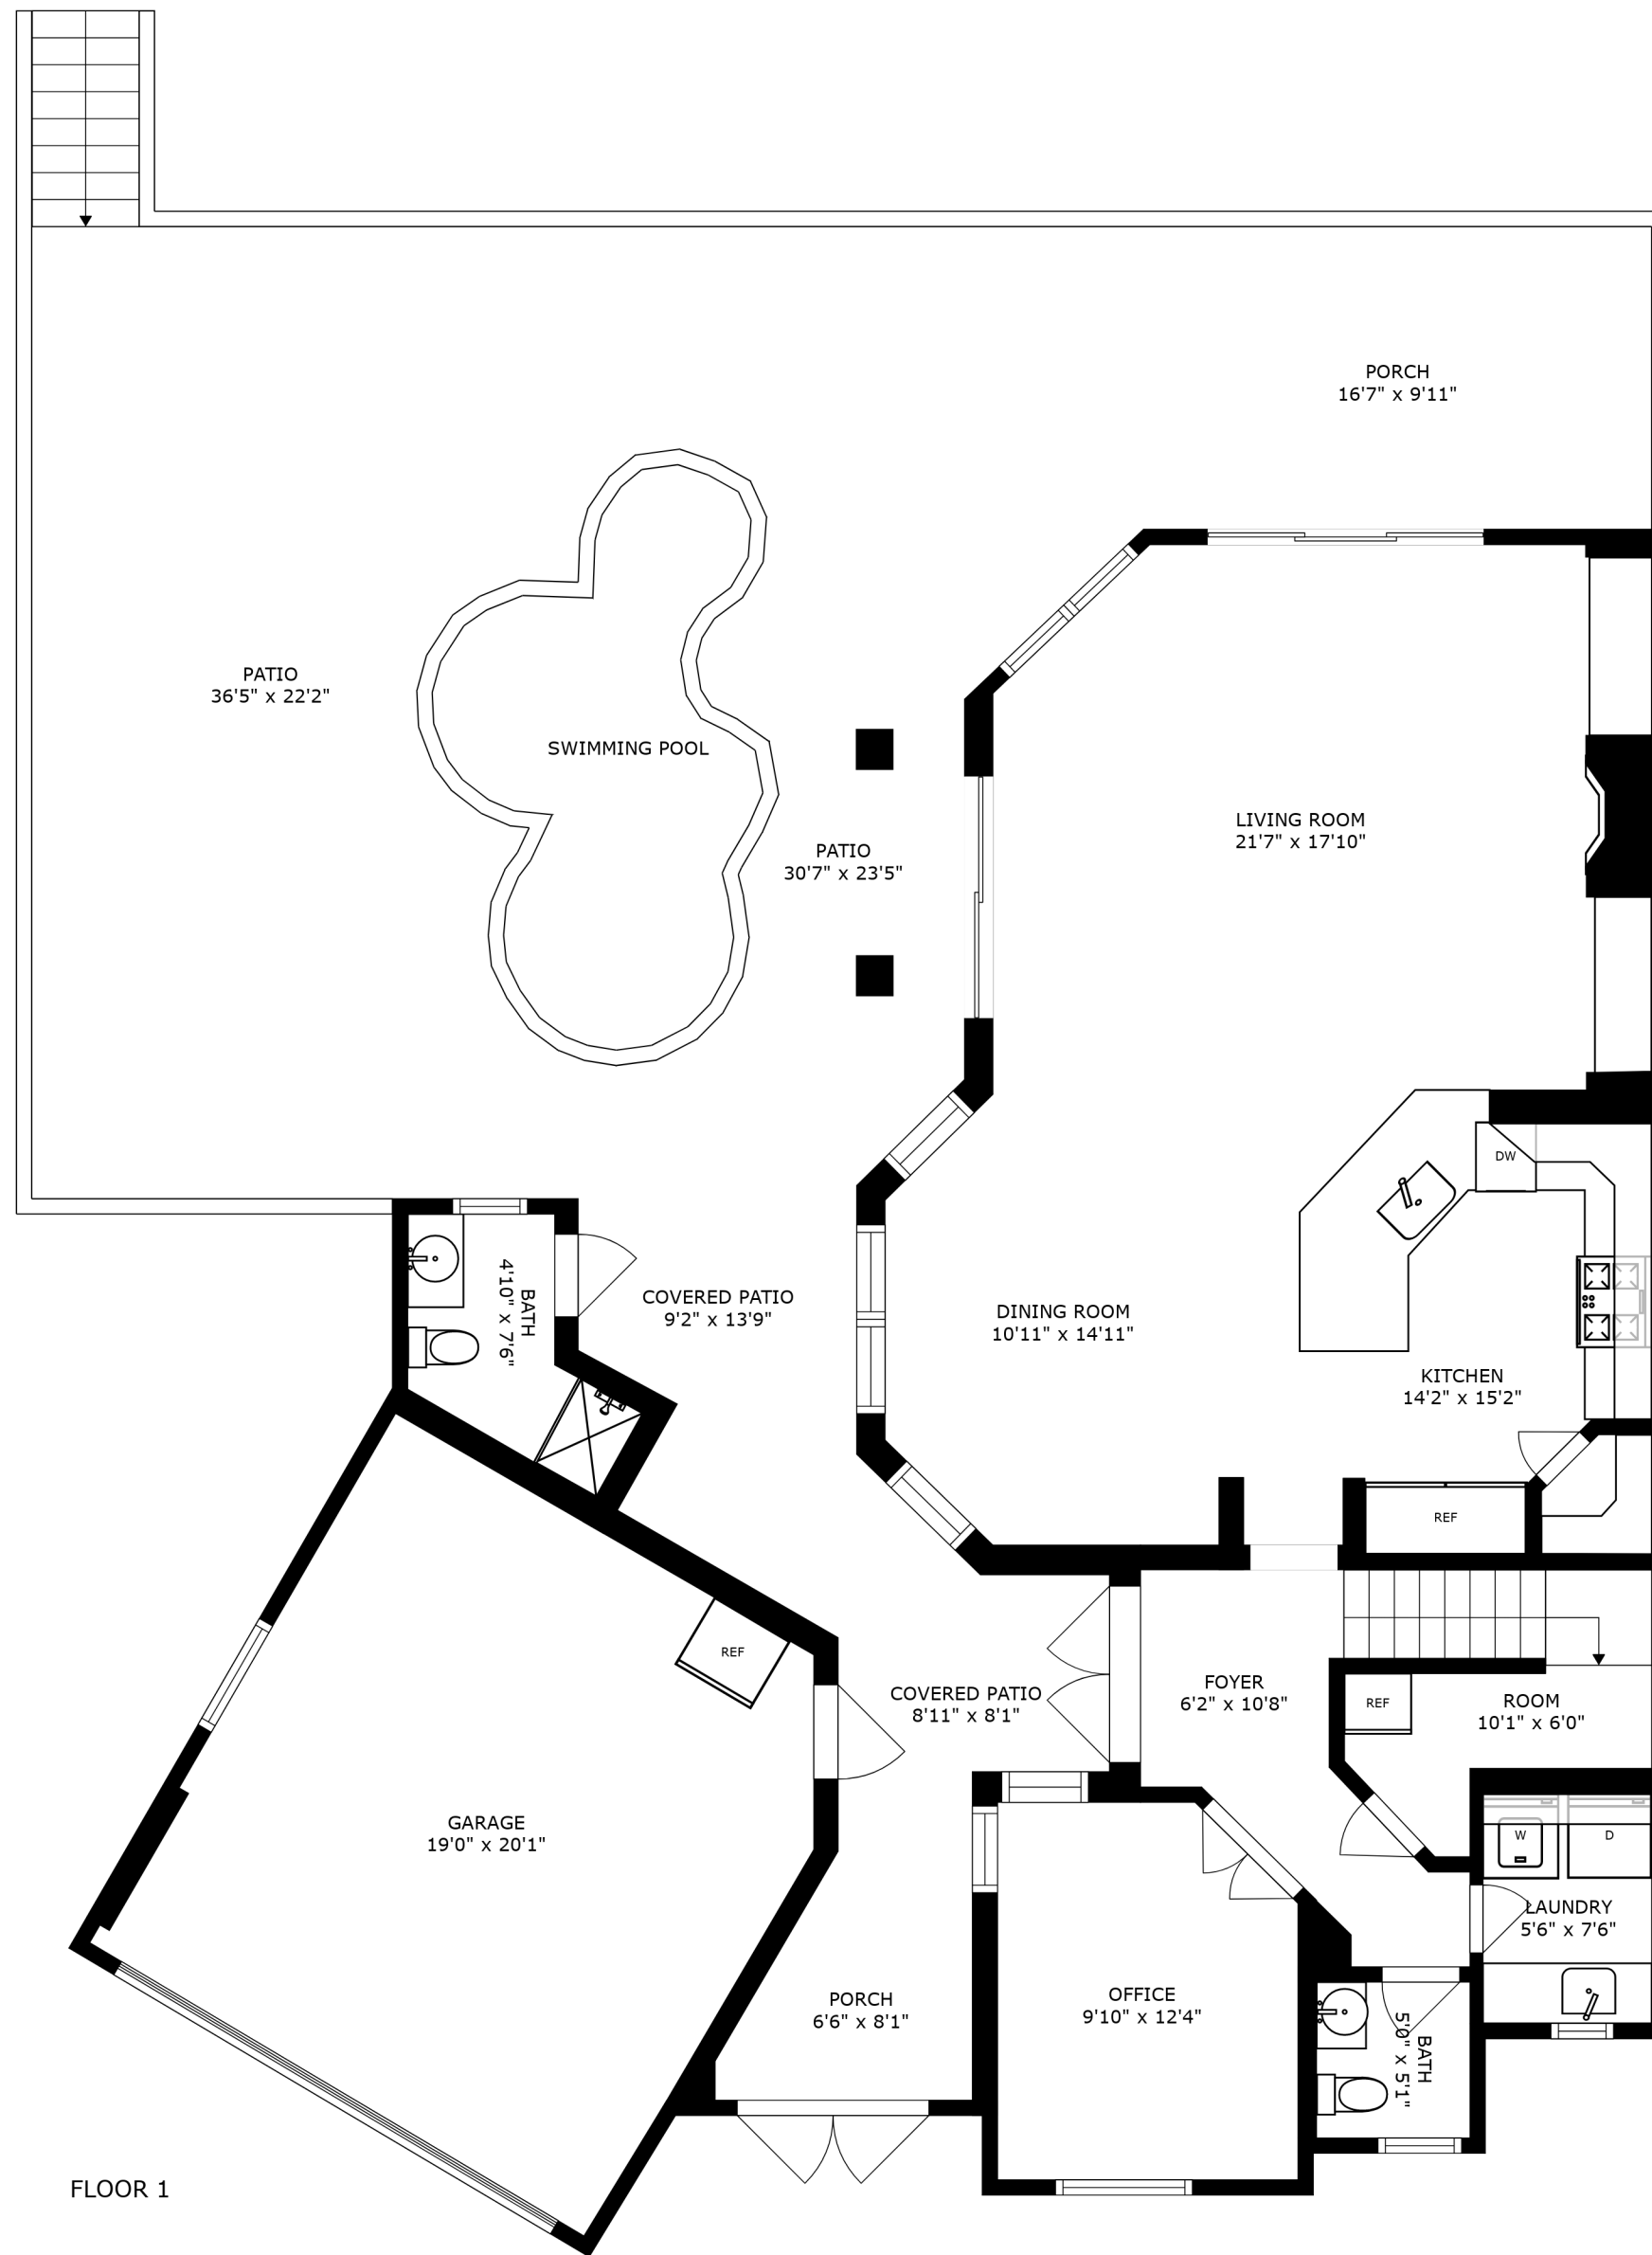 PORCH
16'7" x 9'11"
PATIO
36'5" x 22'2"
SWIMMING POOL
LIVING ROOM
21'7" x 17'10"
PATIO
30'7" x 23'5"
DW
BATH
4'10" x 7'6"
COVERED PATIO
9'2" x 13'9"
DINING ROOM
10'11" x 14'11"
KITCHEN
14'2" x 15'2"
REF
REF
FOYER
6'2" x 10'8"
COVERED PATIO
8'11" x 8'1"
REF
ROOM
10'1" x 6'0"
GARAGE
19'0" x 20'1"
W
D
LAUNDRY
5'6" x 7'6"
PORCH
6'6" x 8'1"
OFFICE
9'10" x 12'4"
BATH
5'0" x 5'1"
FLOOR 1